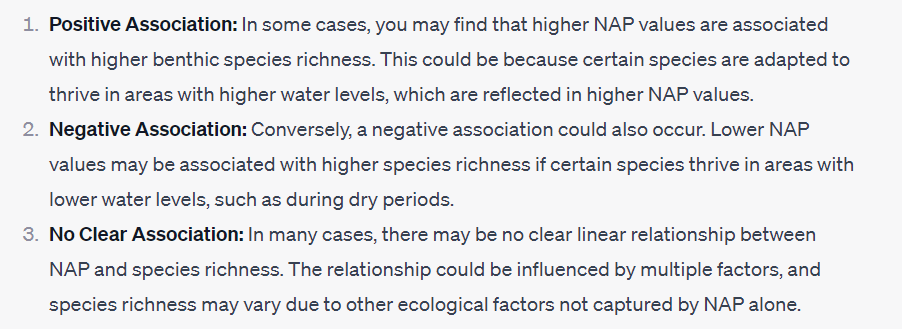 1. Positive Association: In some cases, you may find that higher NAP values are associated
with higher benthic species richness. This could be because certain species are adapted to
thrive in areas with higher water levels, which are reflected in higher NAP values.
2. Negative Association: Conversely, a negative association could also occur. Lower NAP
values may be associated with higher species richness if certain species thrive in areas with
lower water levels, such as during dry periods.
3. No Clear Association: In many cases, there may be no clear linear relationship between
NAP and species richness. The relationship could be influenced by multiple factors, and
species richness may vary due to other ecological factors not captured by NAP alone.